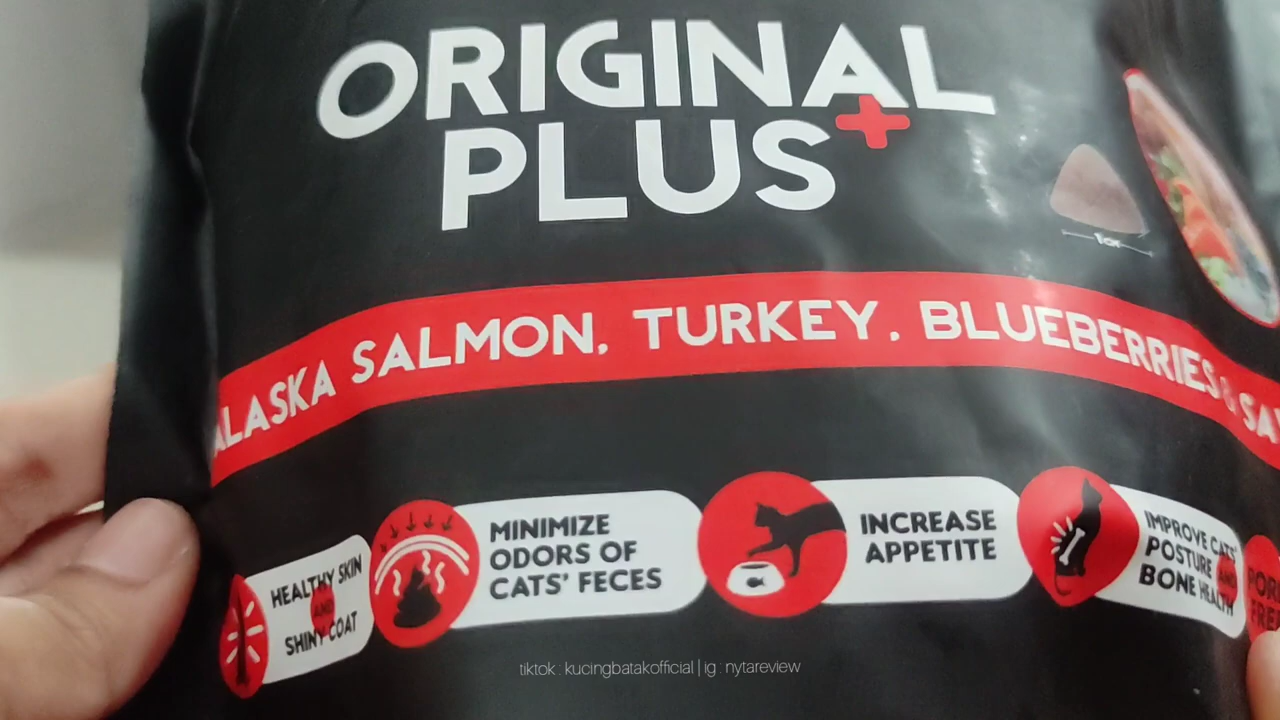 ORIGINAL
PLUS+
ALASKA SALMON, TURKEY, BLUEBERRIES &
HEALTHY SKIN
AND
SHINY COAT
MINIMIZE
ODORS OF
CATS' FECES
INCREASE
APPETITE
IMPROVE CATS'
POSTURE AND
BONE HEALTH
tiktok : kucingbatakofficial | ig : nytareview